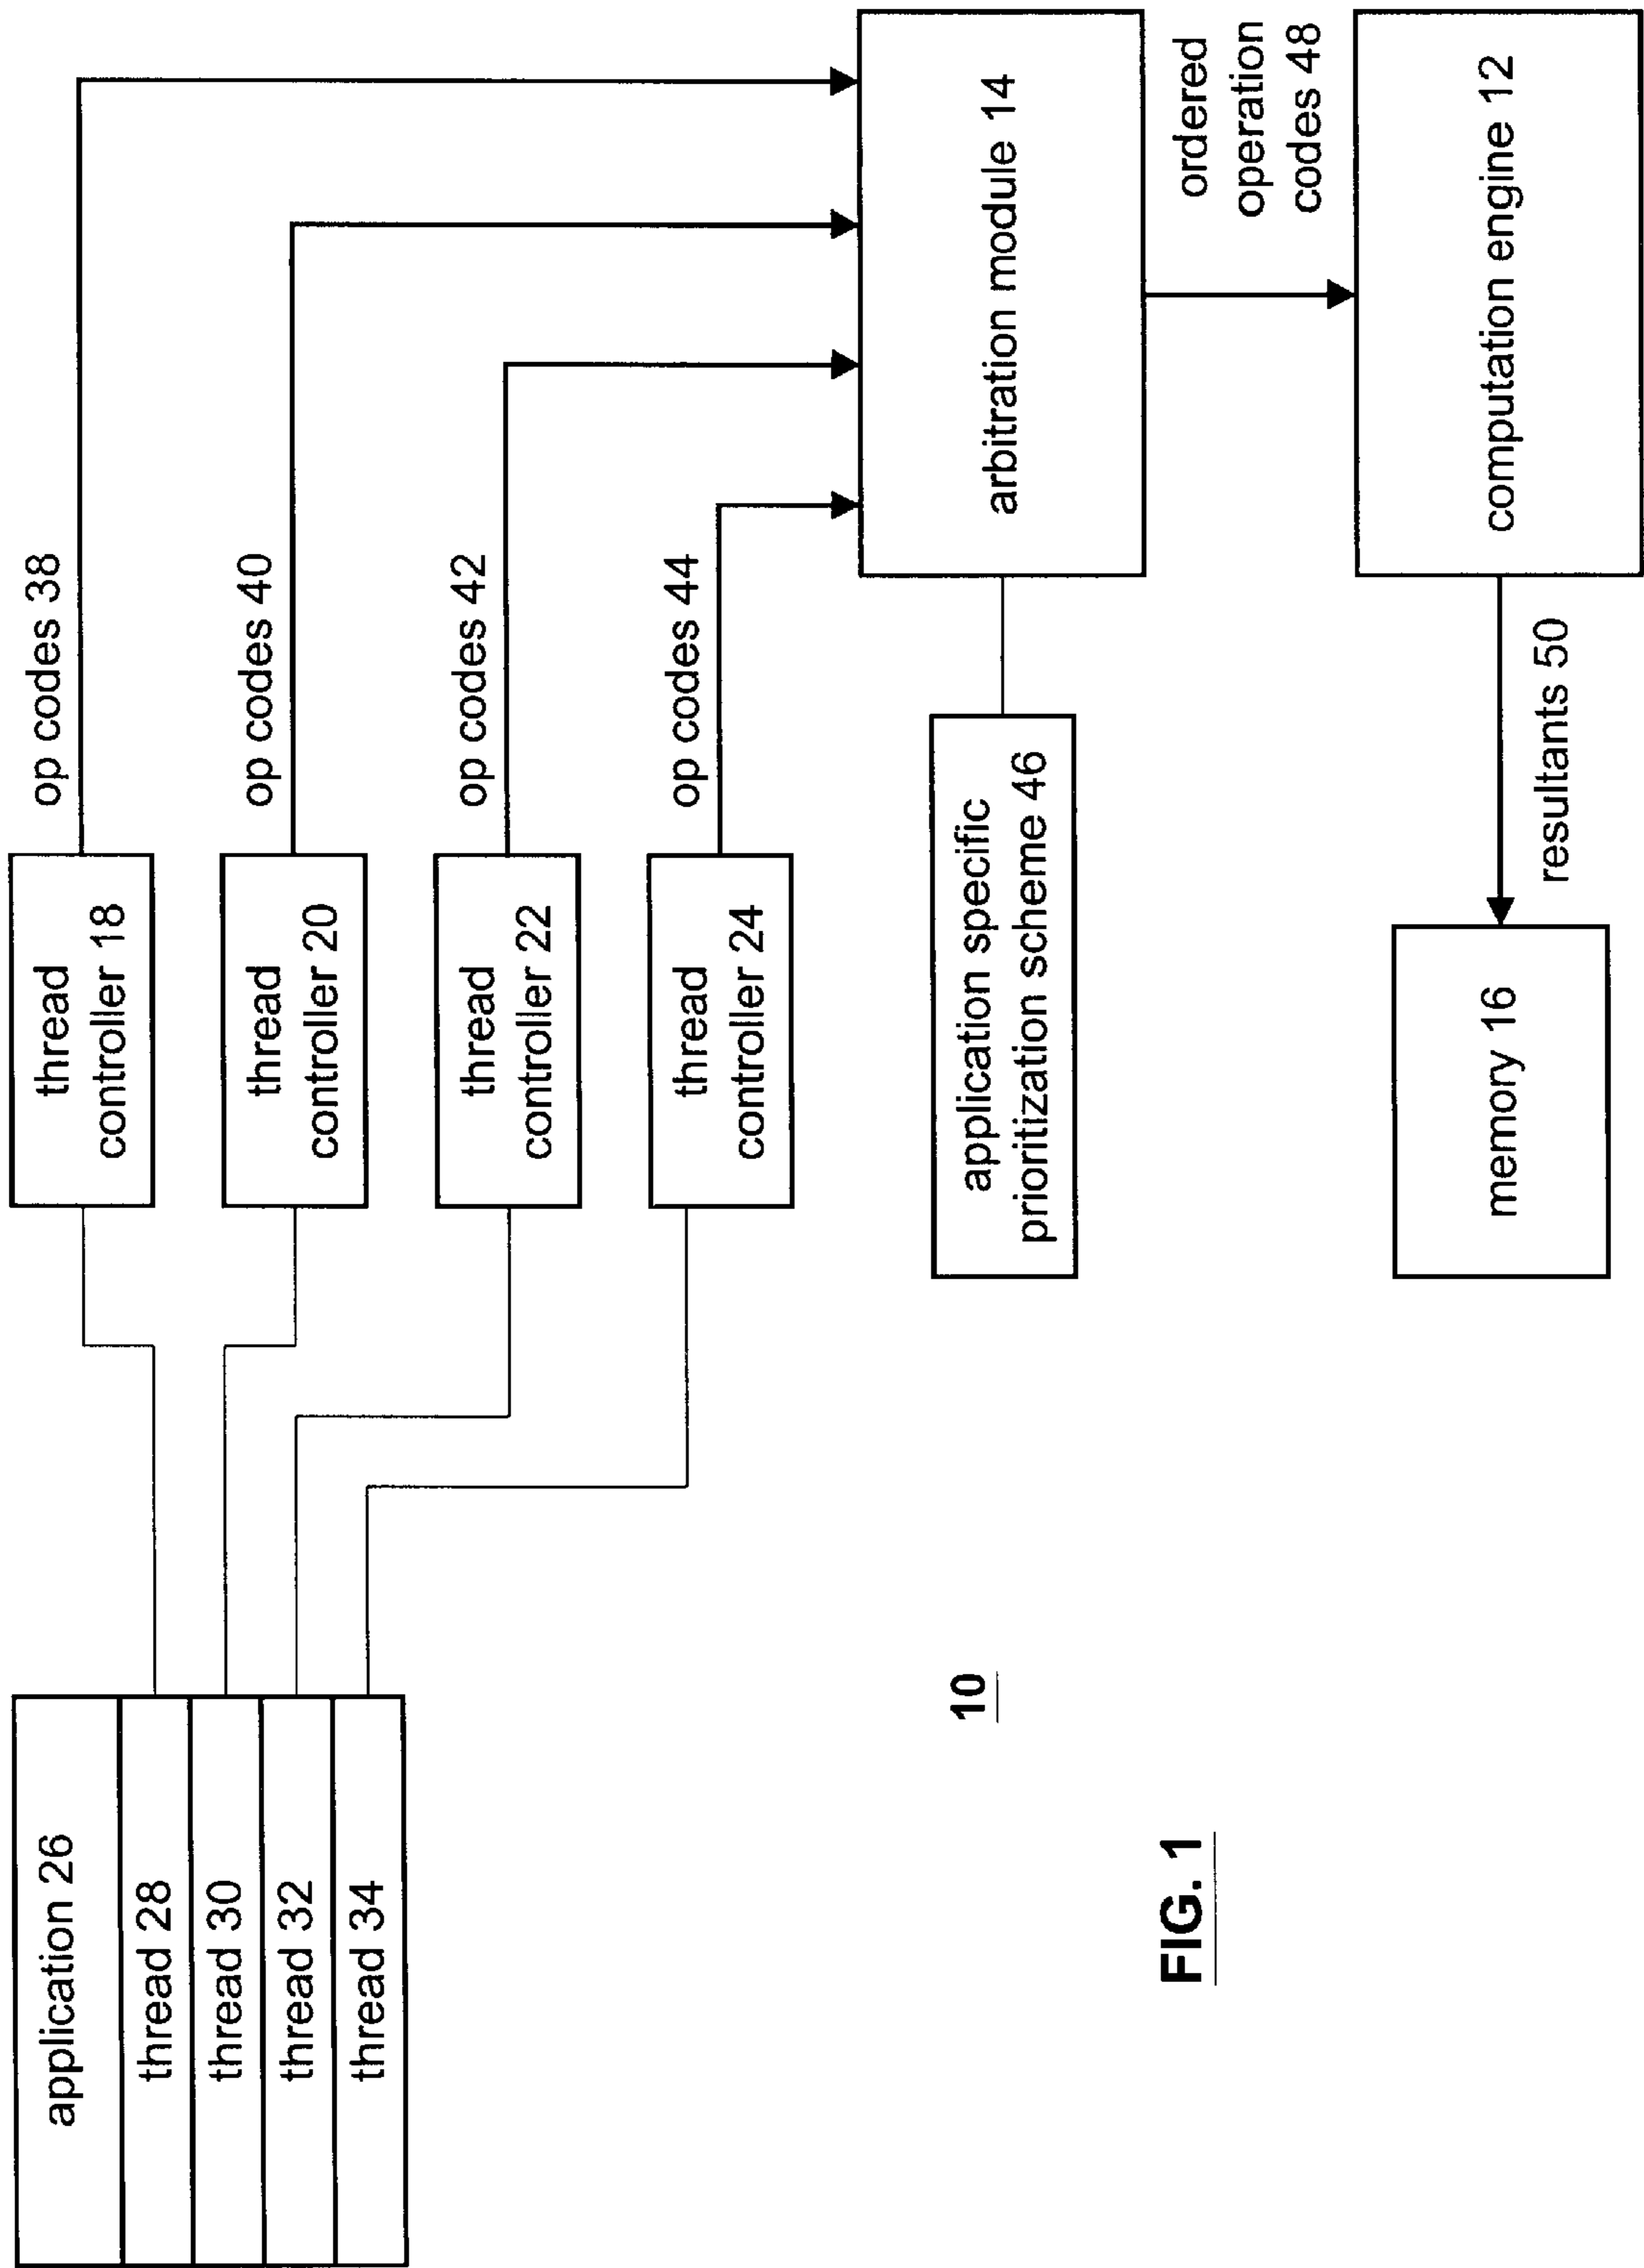 application 26
thread 28
thread 30
thread 32
thread 34
thread
controller 18
thread
controller 20
thread
controller 22
thread
controller 24
op codes 38
op codes 40
op codes 42
op codes 44
application specific
prioritization scheme 46
arbitration module 14
ordered
operation
codes 48
computation engine 12
resultants 50
memory 16
10
FIG. 1